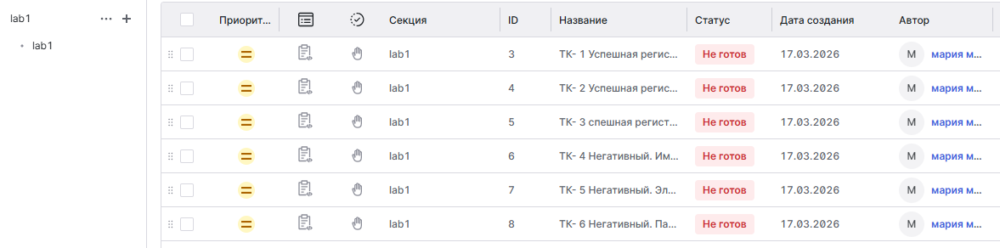 lab1
lab1
Приорит... Секция ID Название Статус Дата создания Автор
lab1 3 ТК- 1 Успешная регис... Не готов 17.03.2026 М мария м...
lab1 4 ТК- 2 Успешная регис... Не готов 17.03.2026 М мария м...
lab1 5 ТК- 3 спешная регист... Не готов 17.03.2026 М мария м...
lab1 6 ТК- 4 Негативный. Им... Не готов 17.03.2026 М мария м...
lab1 7 ТК- 5 Негативный. Эл... Не готов 17.03.2026 М мария м...
lab1 8 ТК- 6 Негативный. Па... Не готов 17.03.2026 М мария м...